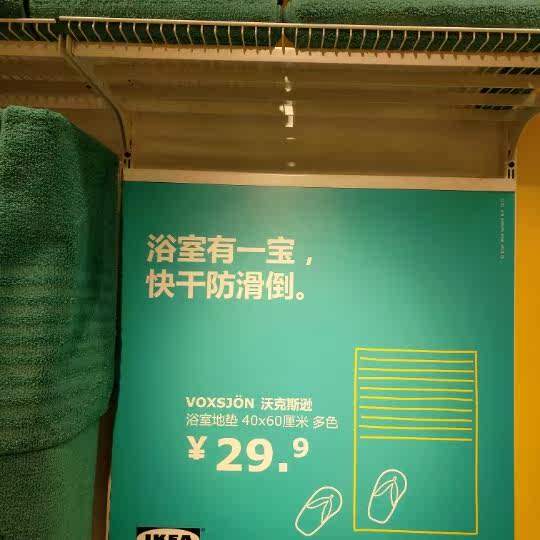 浴室有一宝，
快干防滑倒。
VOXSJÖN 沃克斯逊
浴室地垫 40x60厘米 多色
¥29.9
IKEA